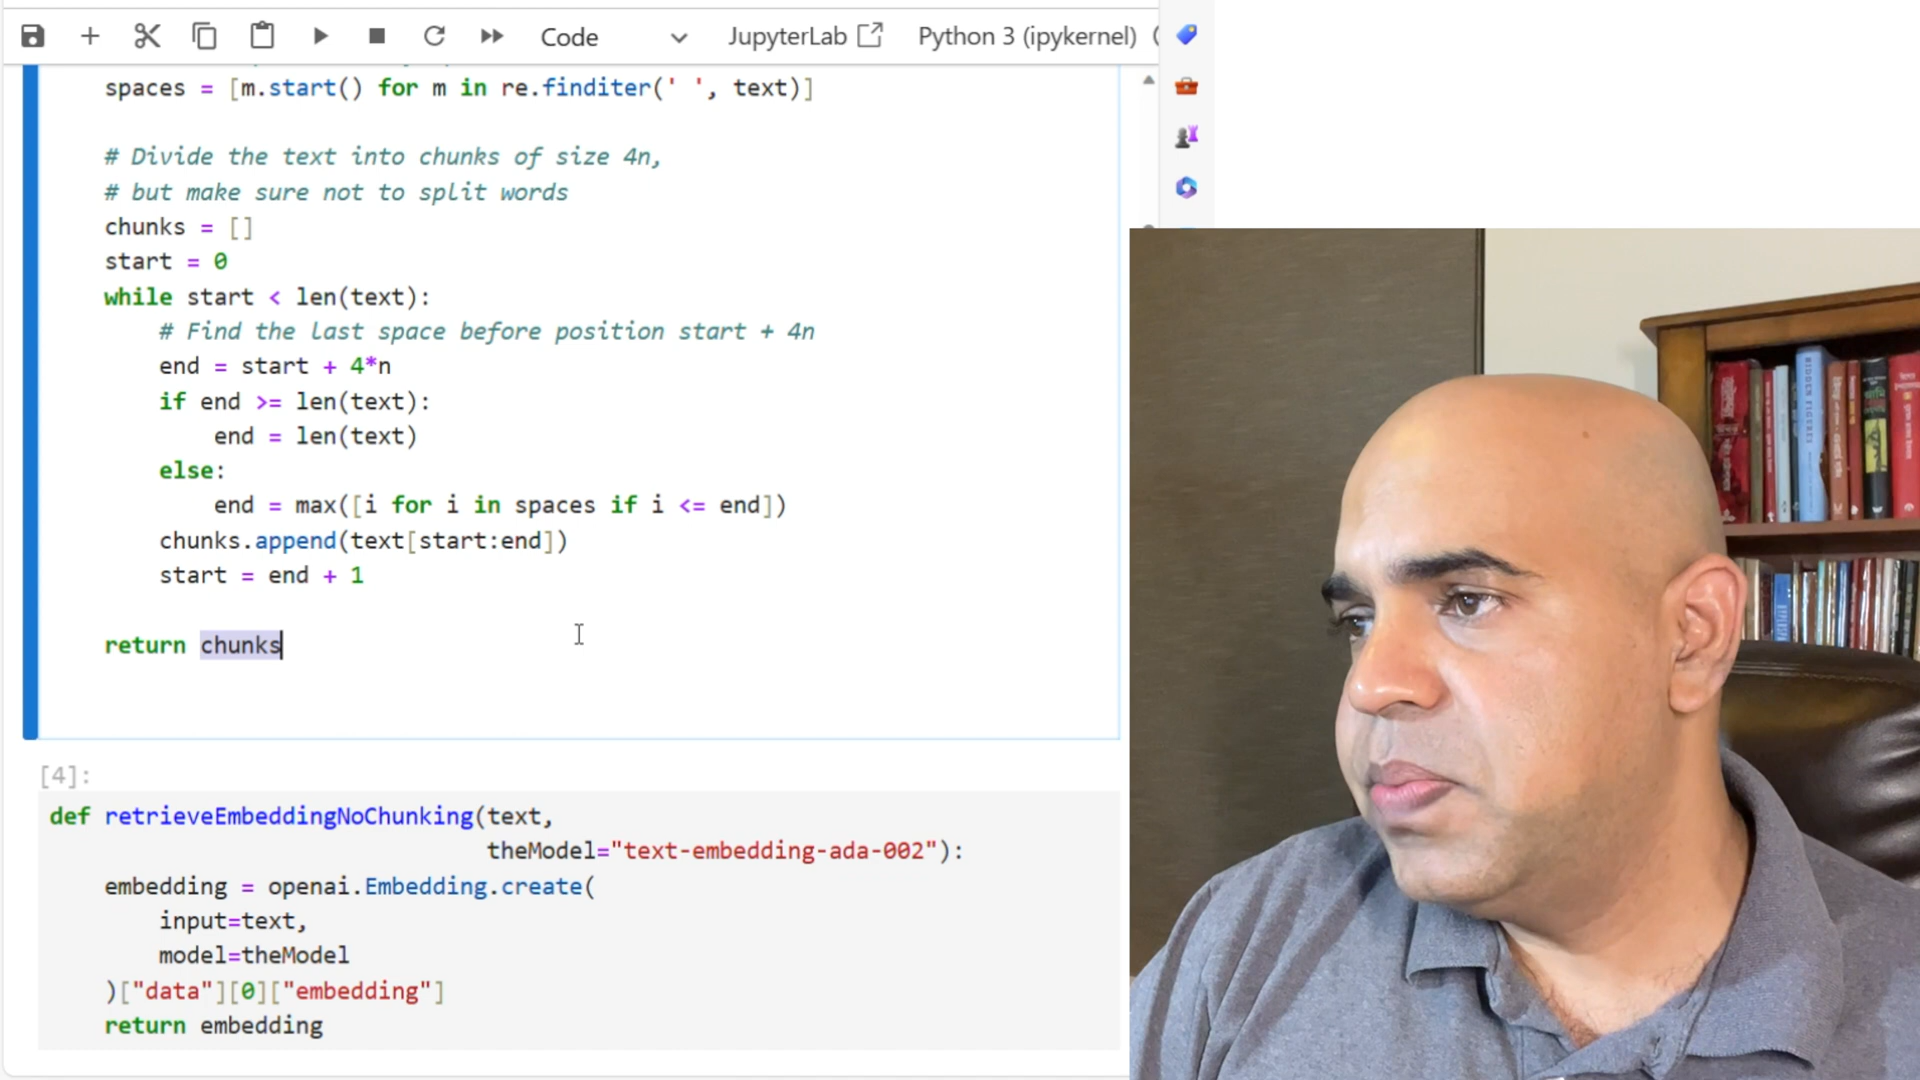 Code
JupyterLab
Python 3 (ipykernel)
spaces = [m.start() for m in re.finditer(' ', text)]
# Divide the text into chunks of size 4n,
# but make sure not to split words
chunks = []
start = 0
while start < len(text):
# Find the last space before position start + 4n
end = start + 4*n
if end >= len(text):
end = len(text)
else:
end = max([i for i in spaces if i <= end])
chunks.append(text[start:end])
start = end + 1
return chunks
[4]:
def retrieveEmbeddingNoChunking(text,
theModel="text-embedding-ada-002"):
embedding = openai.Embedding.create(
input=text,
model=theModel
)["data"][0]["embedding"]
return embedding
HIDDEN FIGURES